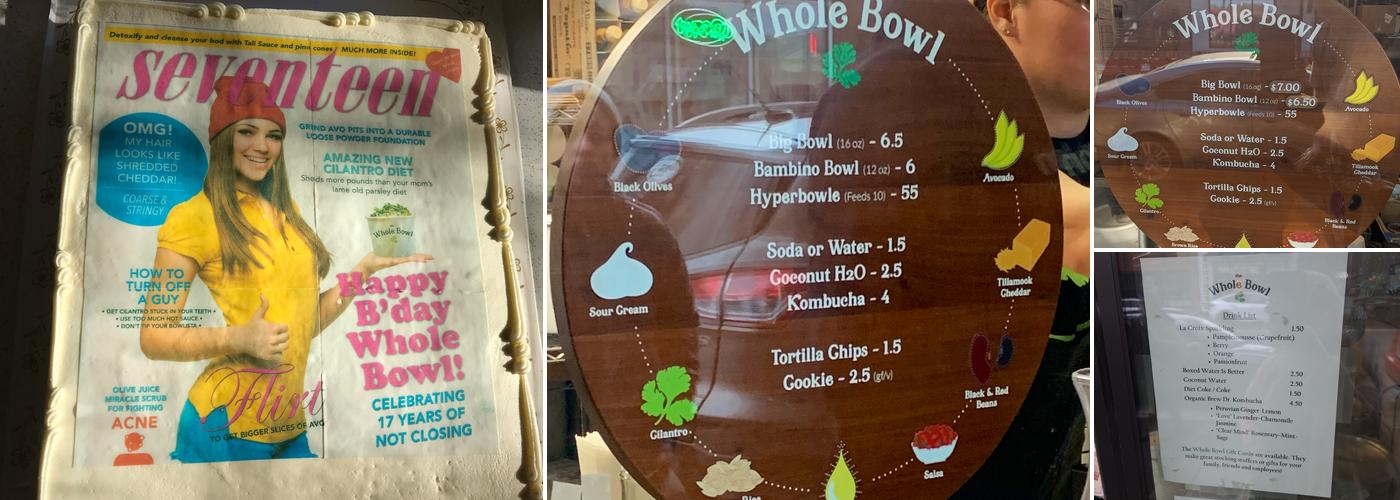 Detoxify and cleanse your bod with Tall Sauce and pinn cones / MUCH MORE INSIDE!
seventeen
OMG!
MY HAIR
LOOKS LIKE
SHREDDED
CHEDDAR!
COARSE &
STRINGY
GRIND AVO PITS INTO A DURABLE
LOOSE POWDER FOUNDATION
AMAZING NEW
CILANTRO DIET
Sheds more pounds than your mom's
lame old parsley diet
Whole Bowl
HOW TO
TURN OFF
A GUY
• GET CILANTRO STUCK IN YOUR TEETH •
• USE TOO MUCH HOT SAUCE •
• DON'T TIP YOUR BOWLISTA •
Happy
B'day
Whole
Bowl!
OLIVE JUICE
MIRACLE SCRUB
FOR FIGHTING
ACNE
Flirt
TO GET BIGGER SLICES OF AVO
CELEBRATING
17 YEARS OF
NOT CLOSING
Whole Bowl
Big Bowl (16 oz) - 6.5
Bambino Bowl (12 oz) - 6
Hyperbowle (Feeds 10) - 55
Soda or Water - 1.5
Coconut H2O - 2.5
Kombucha - 4
Tortilla Chips - 1.5
Cookie - 2.5 (gf/v)
Black Olives
Avocado
Sour Cream
Tillamook
Cheddar
Cilantro
Black & Red
Beans
Salsa
Rice
Whole Bowl
Big Bowl (16 oz) - $7.00
Bambino Bowl (12 oz) - $6.50
Hyperbowle (Feeds 10) - 55
Soda or Water - 1.5
Coconut H2O - 2.5
Kombucha - 4
Tortilla Chips - 1.5
Cookie - 2.5 (gf/v)
Black Olives
Avocado
Sour Cream
Tillamook
Cheddar
Cilantro
Black & Red
Beans
Brown Rice
the
Whole Bowl
Drink List
La Croix Sparkling 1.50
• Pamplemousse (Grapefruit)
• Berry
• Orange
• Passionfruit
Boxed Water Is Better 2.50
Coconut Water 2.50
Diet Coke / Coke 1.50
Organic Brew Dr. Kombucha 4.50
• Peruvian Ginger-Lemon
• 'Love' Lavender-Chamomile
Jasmine
• 'Clear Mind' Rosemary-Mint-
Sage
The Whole Bowl Gift Cards are available. They
make great stocking stuffers or gifts for your
family, friends and employees!